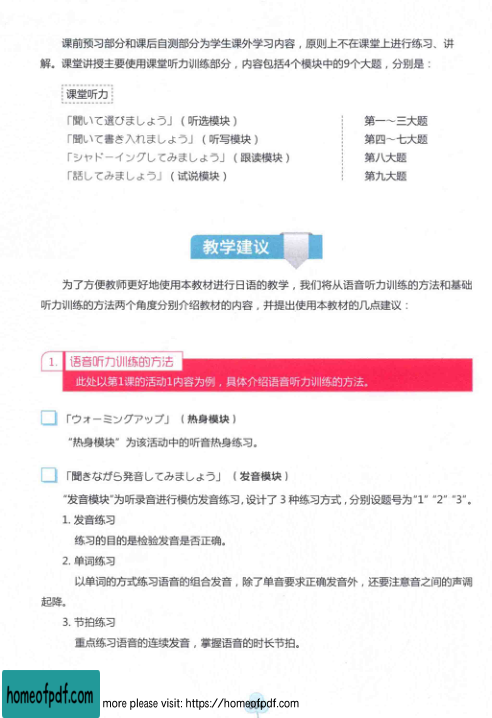 课前预习部分和课后自测部分为学生课外学习内容，原则上不在课堂上进行练习、讲
解。课堂讲授主要使用课堂听力训练部分，内容包括4个模块中的9个大题，分别是：
课堂听力
「聞いて選びましょう」（听选模块） 第一～三大题
「聞いて書き入れましょう」（听写模块） 第四～七大题
「シャドーイングしてみましょう」（跟读模块） 第八大题
「話してみましょう」（试说模块） 第九大题
教学建议
为了方便教师更好地使用本教材进行日语的教学，我们将从语音听力训练的方法和基础
听力训练的方法两个角度分别介绍教材的内容，并提出使用本教材的几点建议：
1. 语音听力训练的方法
此处以第1课的活动1内容为例，具体介绍语音听力训练的方法。
「ウォーミングアップ」（热身模块）
“热身模块”为该活动中的听音热身练习。
「聞きながら発音してみましょう」（发音模块）
“发音模块”为听录音进行模仿发音练习，设计了 3 种练习方式，分别设题号为“1”“2”“3”。
1. 发音练习
练习的目的是检验发音是否正确。
2. 单词练习
以单词的方式练习语音的组合发音，除了单音要求正确发音外，还要注意音之间的声调
起降。
3. 节拍练习
重点练习语音的连续发音，掌握语音的时长节拍。
homeofpdf.com more please visit: https://homeofpdf.com